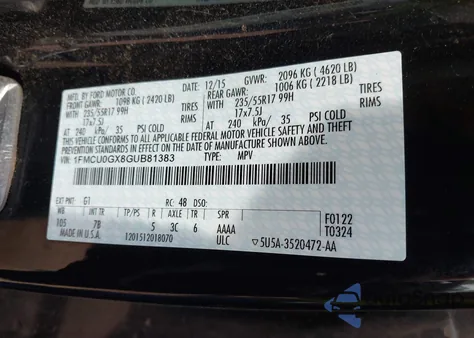 MFD. BY FORD MOTOR CO.
12/15 GVWR: 2096 KG ( 4620 LB)
FRONT GAWR: 1098 KG ( 2420 LB)
REAR GAWR: 1006 KG ( 2218 LB)
235/55R17 99H TIRES
17x7.5J RIMS
AT 240 kPa/ 35 PSI COLD
235/55R17 99H TIRES
17x7.5J RIMS
AT 240 kPa/ 35 PSI COLD
THIS VEHICLE CONFORMS TO ALL APPLICABLE FEDERAL MOTOR VEHICLE SAFETY AND BUMPER STANDARDS IN EFFECT ON THE DATE OF MANUFACTURE SHOWN ABOVE.
VIN: 1FMCU0GX8GUB81383
TYPE: MPV
EXT PNT: GT RC: 48 DSO:
WB INT TR TP/PS R AXLE TR SPR
105 7B 5 3C 6 AAAA
MADE IN U.S.A. ULC
1201512018070
F0122
T0324
▽5U5A-3520472-AA